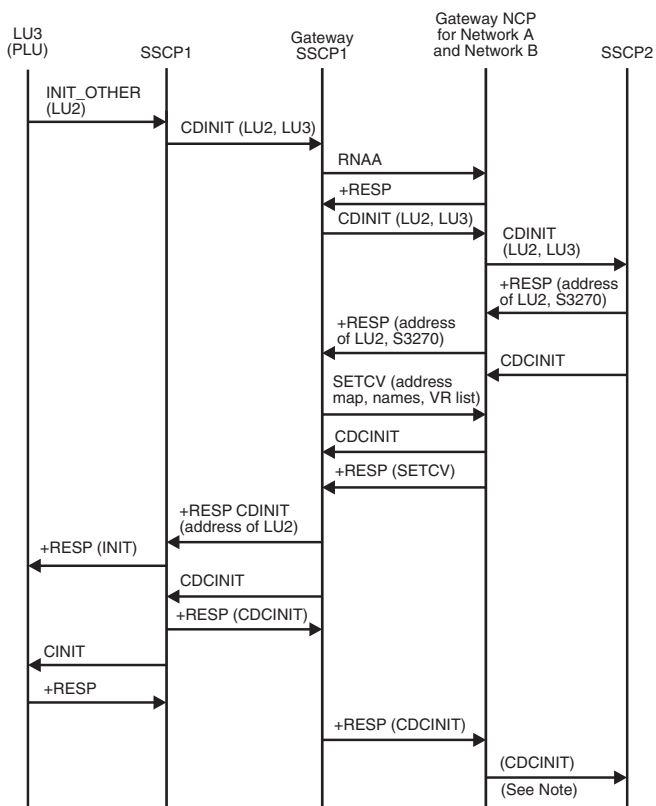 LU3
(PLU)
SSCP1
Gateway
SSCP1
Gateway NCP
for Network A
and Network B
SSCP2
INIT_OTHER
(LU2)
CDINIT (LU2, LU3)
RNAA
+RESP
CDINIT (LU2, LU3)
CDINIT
(LU2, LU3)
+RESP (address
of LU2, S3270)
+RESP (address
of LU2, S3270)
CDCINIT
SETCV (address
map, names, VR list)
CDCINIT
+RESP (SETCV)
+RESP CDINIT
(address of LU2)
+RESP (INIT)
CDCINIT
+RESP (CDCINIT)
CINIT
+RESP
+RESP (CDCINIT)
(CDCINIT)
(See Note)